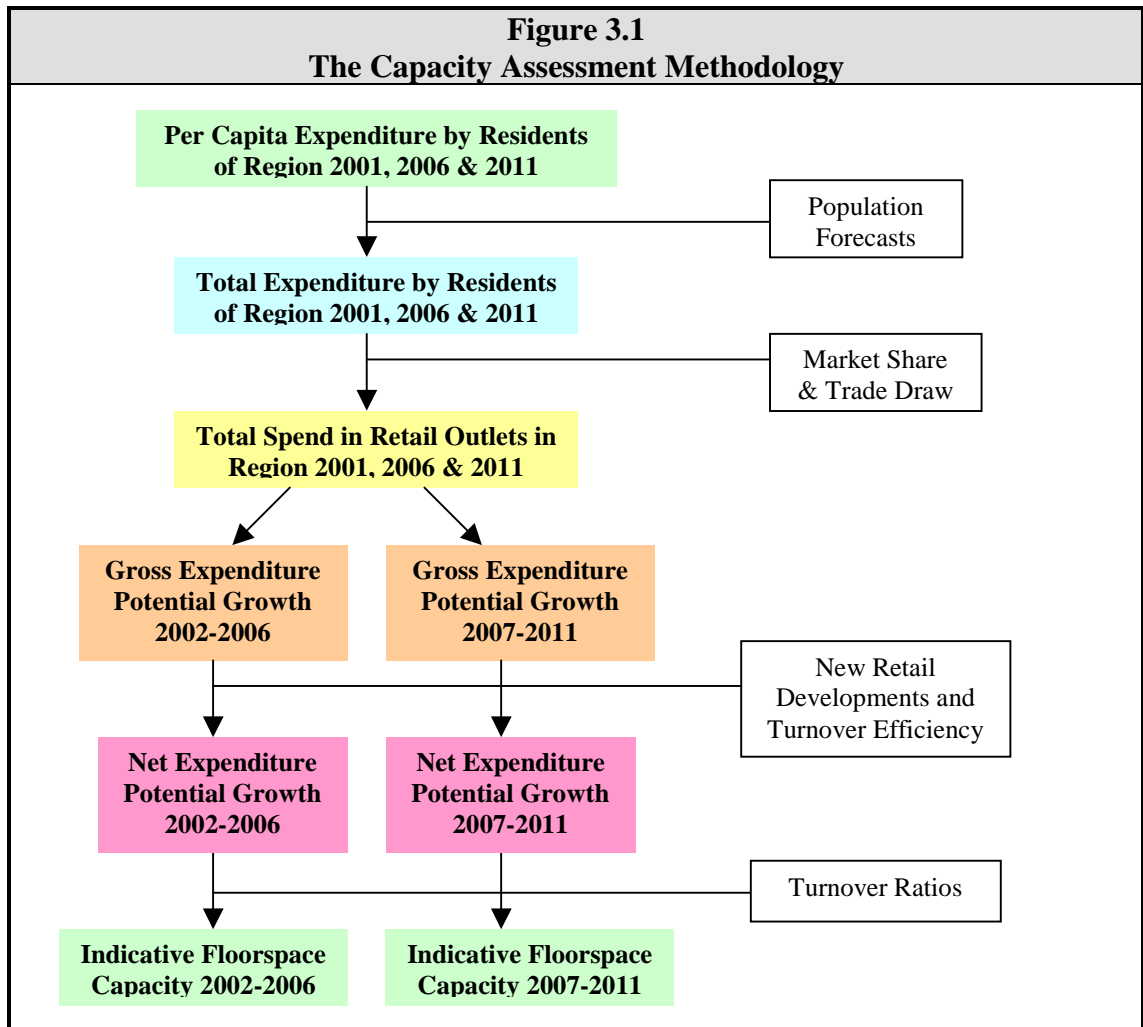 Figure 3.1
The Capacity Assessment Methodology
Per Capita Expenditure by Residents
of Region 2001, 2006 & 2011
Population
Forecasts
Total Expenditure by Residents
of Region 2001, 2006 & 2011
Market Share
& Trade Draw
Total Spend in Retail Outlets in
Region 2001, 2006 & 2011
Gross Expenditure
Potential Growth
2002-2006
Gross Expenditure
Potential Growth
2007-2011
New Retail
Developments and
Turnover Efficiency
Net Expenditure
Potential Growth
2002-2006
Net Expenditure
Potential Growth
2007-2011
Turnover Ratios
Indicative Floorspace
Capacity 2002-2006
Indicative Floorspace
Capacity 2007-2011